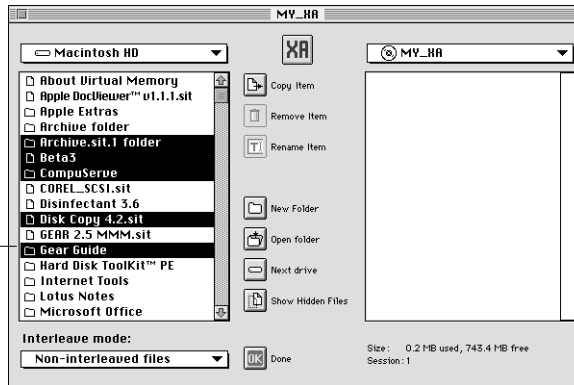 MY_XA
Macintosh HD
XA
MY_XA
About Virtual Memory
Apple DocViewer™ v1.1.1.sit
Apple Extras
Archive folder
Archive.sit.1 folder
Beta3
CompuServe
COREL_SCSI.sit
Disinfectant 3.6
Disk Copy 4.2.sit
GEAR 2.5 MMM.sit
Gear Guide
Hard Disk ToolKit™ PE
Internet Tools
Lotus Notes
Microsoft Office
Copy Item
Remove Item
Rename Item
New Folder
Open folder
Next drive
Show Hidden Files
Interleave mode:
Non-interleaved files
OK Done
Size: 0.2 MB used, 743.4 MB free
Session: 1